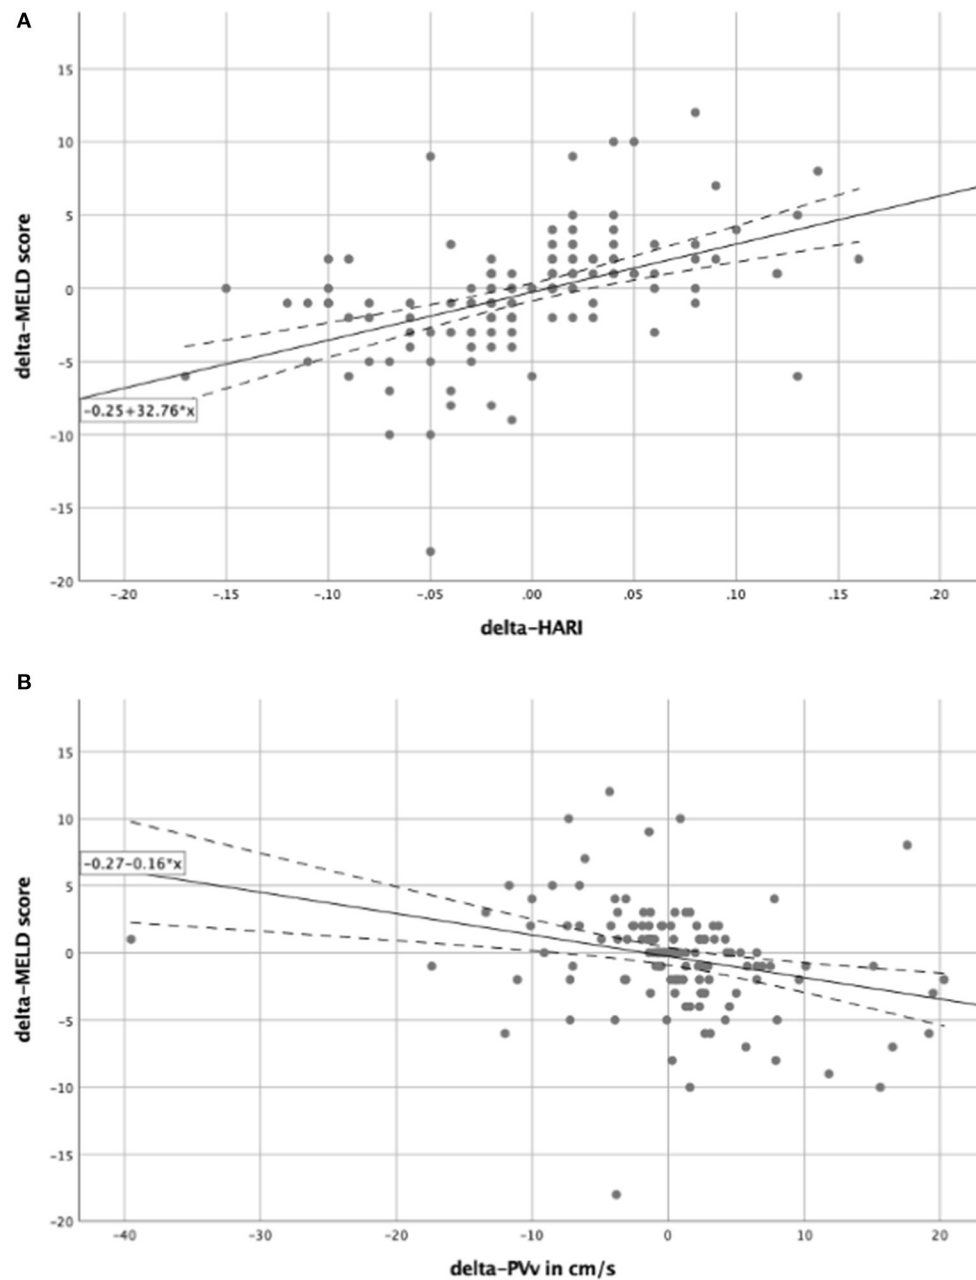 A
15
10
5
0
-5
-10
-15
-20
delta-MELD score
-0.25+32.76*x
-.20 -.15 -.10 -.05 .00 .05 .10 .15 .20
delta-HARI
B
15
10
5
0
-5
-10
-15
-20
delta-MELD score
-0.27-0.16*x
-40 -30 -20 -10 0 10 20
delta-PVv in cm/s